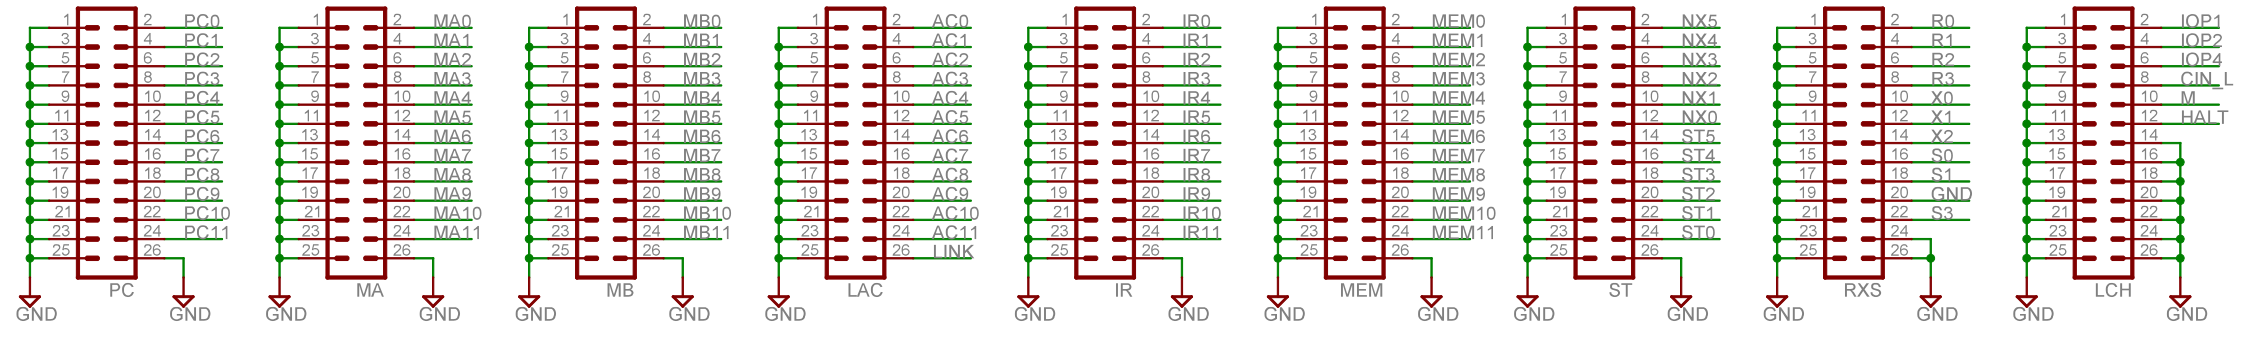 1 2 PC0 1 2 MA0 1 2 MB0 1 2 AC0 1 2 IR0 1 2 MEM0 1 2 NX5 1 2 R0 1 2 IOP1
3 4 PC1 3 4 MA1 3 4 MB1 3 4 AC1 3 4 IR1 3 4 MEM1 3 4 NX4 3 4 R1 3 4 IOP2
5 6 PC2 5 6 MA2 5 6 MB2 5 6 AC2 5 6 IR2 5 6 MEM2 5 6 NX3 5 6 R2 5 6 IOP4
7 8 PC3 7 8 MA3 7 8 MB3 7 8 AC3 7 8 IR3 7 8 MEM3 7 8 NX2 7 8 R3 7 8 CIN_L
9 10 PC4 9 10 MA4 9 10 MB4 9 10 AC4 9 10 IR4 9 10 MEM4 9 10 NX1 9 10 X0 9 10 M
11 12 PC5 11 12 MA5 11 12 MB5 11 12 AC5 11 12 IR5 11 12 MEM5 11 12 NX0 11 12 X1 11 12 HALT
13 14 PC6 13 14 MA6 13 14 MB6 13 14 AC6 13 14 IR6 13 14 MEM6 13 14 ST5 13 14 X2 13 14
15 16 PC7 15 16 MA7 15 16 MB7 15 16 AC7 15 16 IR7 15 16 MEM7 15 16 ST4 15 16 S0 15 16
17 18 PC8 17 18 MA8 17 18 MB8 17 18 AC8 17 18 IR8 17 18 MEM8 17 18 ST3 17 18 S1 17 18
19 20 PC9 19 20 MA9 19 20 MB9 19 20 AC9 19 20 IR9 19 20 MEM9 19 20 ST2 19 20 GND 19 20
21 22 PC10 21 22 MA10 21 22 MB10 21 22 AC10 21 22 IR10 21 22 MEM10 21 22 ST1 21 22 S3 21 22
23 24 PC11 23 24 MA11 23 24 MB11 23 24 AC11 23 24 IR11 23 24 MEM11 23 24 ST0 23 24 23 24
25 26 25 26 25 26 25 26 LINK 25 26 25 26 25 26 25 26 25 26
PC MA MB LAC IR MEM ST RXS LCH
GND GND GND GND GND GND GND GND GND GND GND GND GND GND GND GND GND